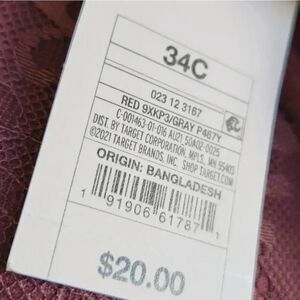 34C
023 12 3167
RED 9XKP3/GRAY P467Y
C-001463-01-016 AU21 50A02-0025
DIST. BY TARGET CORPORATION, MPLS, MN 55403
©2021 TARGET BRANDS, INC. SHOP TARGET.COM
ORIGIN: BANGLADESH
1 91906 61787 1
$20.00